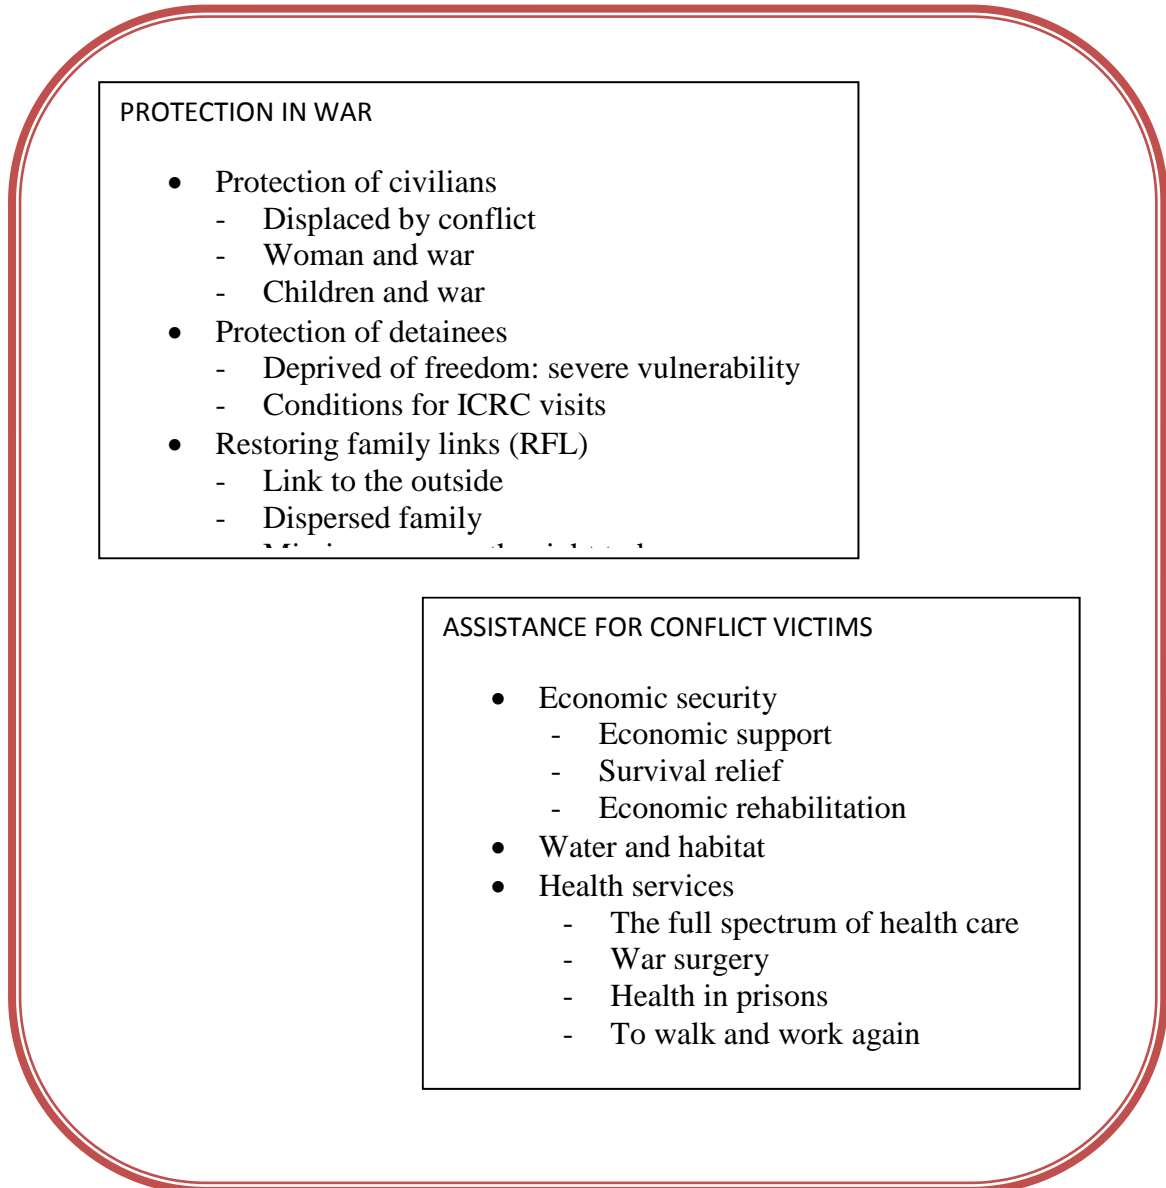 PROTECTION IN WAR
• Protection of civilians
- Displaced by conflict
- Woman and war
- Children and war
• Protection of detainees
- Deprived of freedom: severe vulnerability
- Conditions for ICRC visits
• Restoring family links (RFL)
- Link to the outside
- Dispersed family
ASSISTANCE FOR CONFLICT VICTIMS
• Economic security
- Economic support
- Survival relief
- Economic rehabilitation
• Water and habitat
• Health services
- The full spectrum of health care
- War surgery
- Health in prisons
- To walk and work again